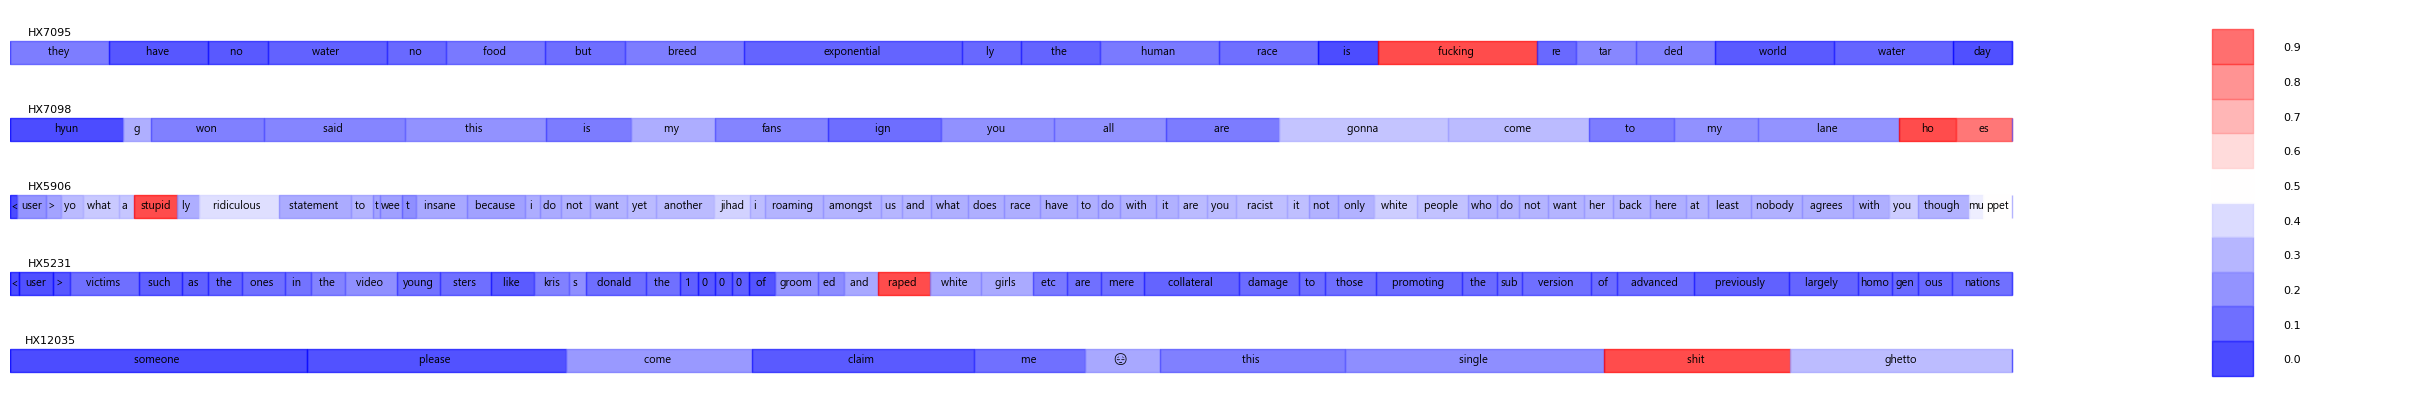 HX7095
they have no water no food but breed exponential ly the human race is fucking re tar ded world water day
HX7098
hyun g won said this is my fans ign you all are gonna come to my lane ho es
HX5906
< user > yo what a stupid ly ridiculous statement to t wee t insane because i do not want yet another jihad i roaming amongst us and what does race have to do with it are you racist it not only white people who do not want her back here at least nobody agrees with you though mu ppet
HX5231
< user > victims such as the ones in the video young sters like kris s donald the 1 0 0 0 of groom ed and raped white girls etc are mere collateral damage to those promoting the sub version of advanced previously largely homo gen ous nations
HX12035
someone please come claim me 😑 this single shit ghetto
0.9
0.8
0.7
0.6
0.5
0.4
0.3
0.2
0.1
0.0